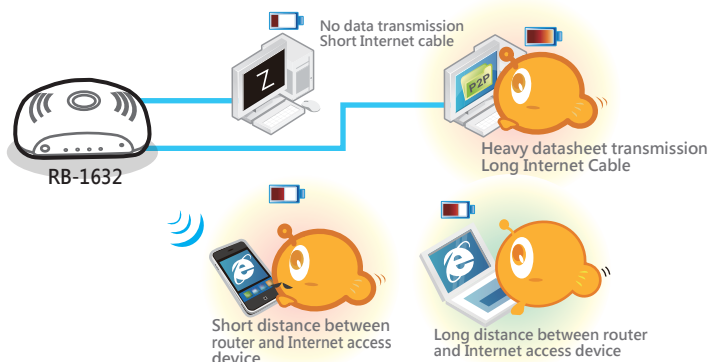 No data transmission
Short Internet cable
Z
P2P
Heavy datasheet transmission
Long Internet Cable
RB-1632
Short distance between
router and Internet access
device
Long distance between router
and Internet access device